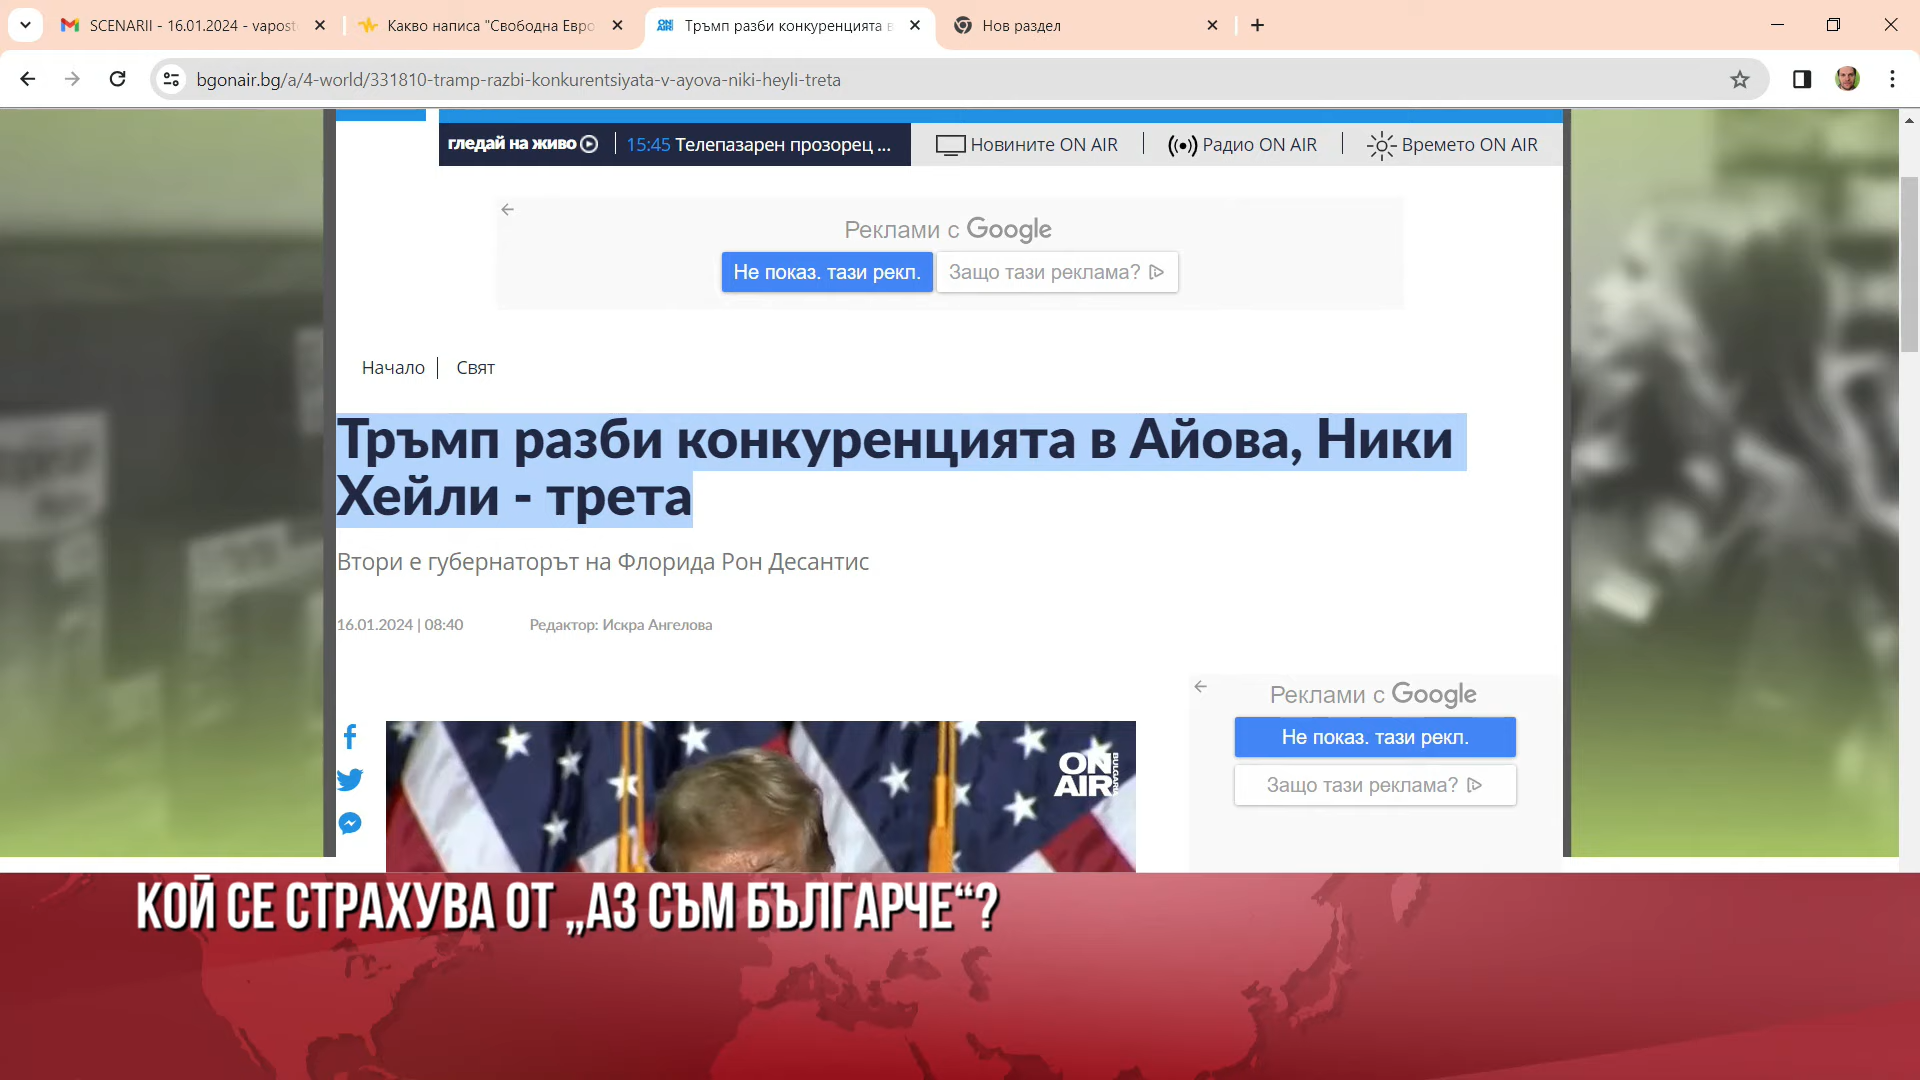 SCENARII - 16.01.2024 - vapost
Какво написа "Свободна Евро
Тръмп разби конкуренцията в
Нов раздел
bgonair.bg/a/4-world/331810-tramp-razbi-konkurentsiyata-v-ayova-niki-heyli-treta
гледай на живо
15:45 Телепазарен прозорец ...
Новините ON AIR
Радио ON AIR
Времето ON AIR
Реклами с Google
Не показ. тази рекл.
Защо тази реклама?
Начало
Свят
Тръмп разби конкуренцията в Айова, Ники
Хейли - трета
Втори е губернаторът на Флорида Рон Десантис
16.01.2024 | 08:40
Редактор: Искра Ангелова
Реклами с Google
Не показ. тази рекл.
Защо тази реклама?
ON
AIR
BULGARIA
КОЙ СЕ СТРАХУВА ОТ „АЗ СЪМ БЪЛГАРЧЕ“?